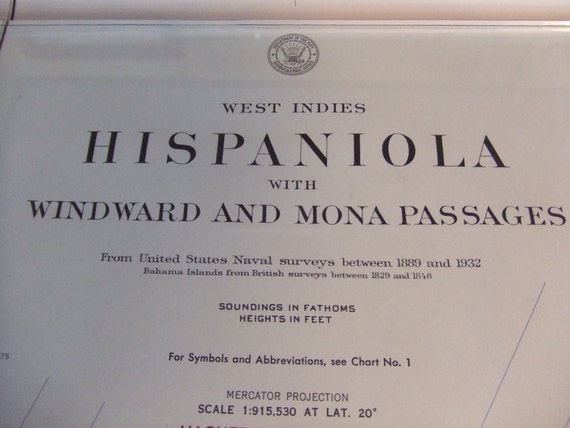 WEST INDIES
HISPANIOLA
WITH
WINDWARD AND MONA PASSAGES
From United States Naval surveys between 1889 and 1932
Bahama Islands from British surveys between 1829 and 1848
SOUNDINGS IN FATHOMS
HEIGHTS IN FEET
75
For Symbols and Abbreviations, see Chart No. 1
MERCATOR PROJECTION
SCALE 1:915,530 AT LAT. 20°